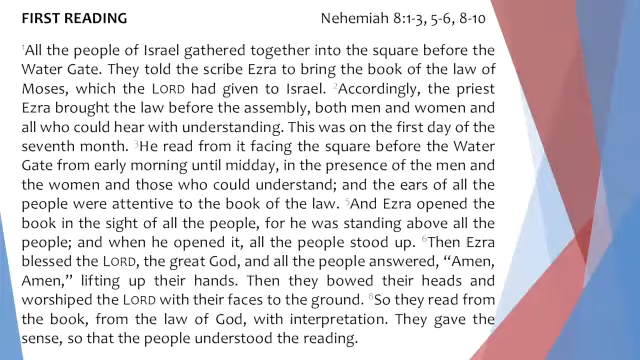 FIRST READING Nehemiah 8:1-3, 5-6, 8-10
¹All the people of Israel gathered together into the square before the
Water Gate. They told the scribe Ezra to bring the book of the law of
Moses, which the LORD had given to Israel. ²Accordingly, the priest
Ezra brought the law before the assembly, both men and women and
all who could hear with understanding. This was on the first day of the
seventh month. ³He read from it facing the square before the Water
Gate from early morning until midday, in the presence of the men and
the women and those who could understand; and the ears of all the
people were attentive to the book of the law. ⁵And Ezra opened the
book in the sight of all the people, for he was standing above all the
people; and when he opened it, all the people stood up. ⁶Then Ezra
blessed the LORD, the great God, and all the people answered, “Amen,
Amen,” lifting up their hands. Then they bowed their heads and
worshiped the LORD with their faces to the ground. ⁸So they read from
the book, from the law of God, with interpretation. They gave the
sense, so that the people understood the reading.